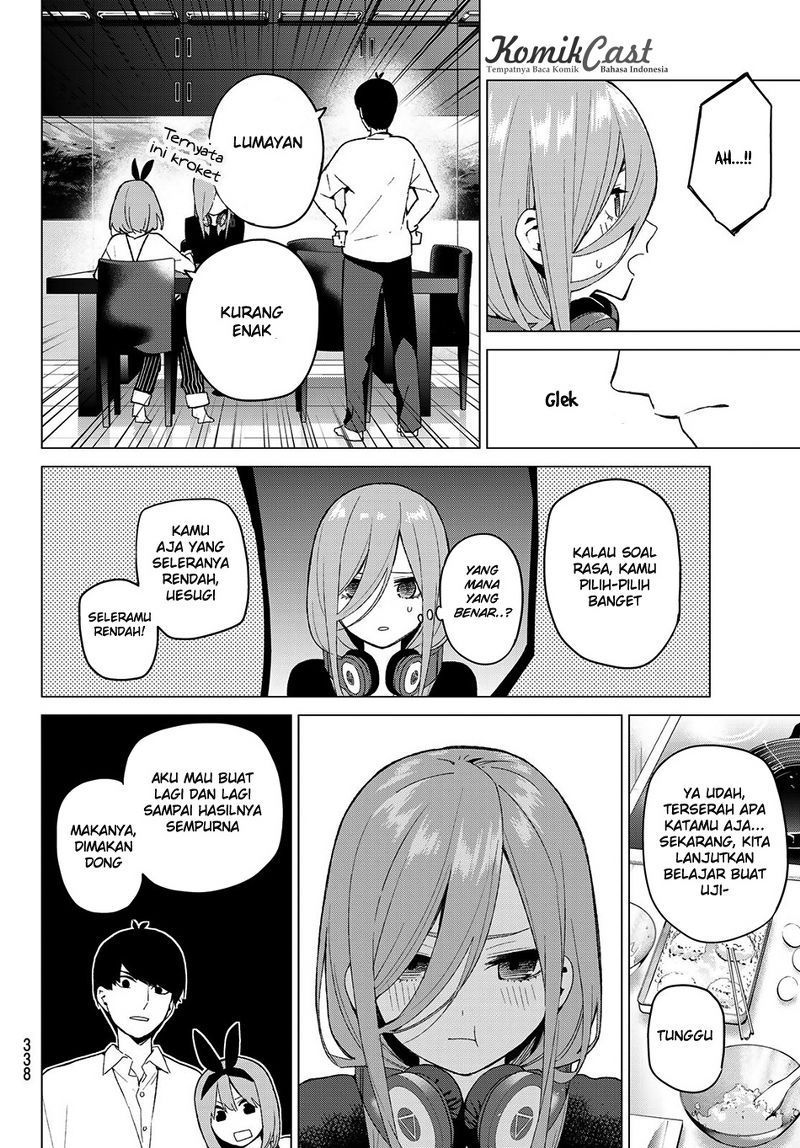 KomikCast
Tempatnya Baca Komik Bahasa Indonesia
AH...!!
Glek
LUMAYAN
Ternyata
ini kroket
KURANG
ENAK
KALAU SOAL
RASA, KAMU
PILIH-PILIH
BANGET
YANG
MANA
YANG
BENAR..?
KAMU
AJA YANG
SELERANYA
RENDAH,
UESUGI
SELERAMU
RENDAH!
YA UDAH,
TERSERAH APA
KATAMU AJA...
SEKARANG, KITA
LANJUTKAN
BELAJAR BUAT
UJI-
TUNGGU
AKU MAU BUAT
LAGI DAN LAGI
SAMPAI HASILNYA
SEMPURNA
MAKANYA,
DIMAKAN
DONG
338